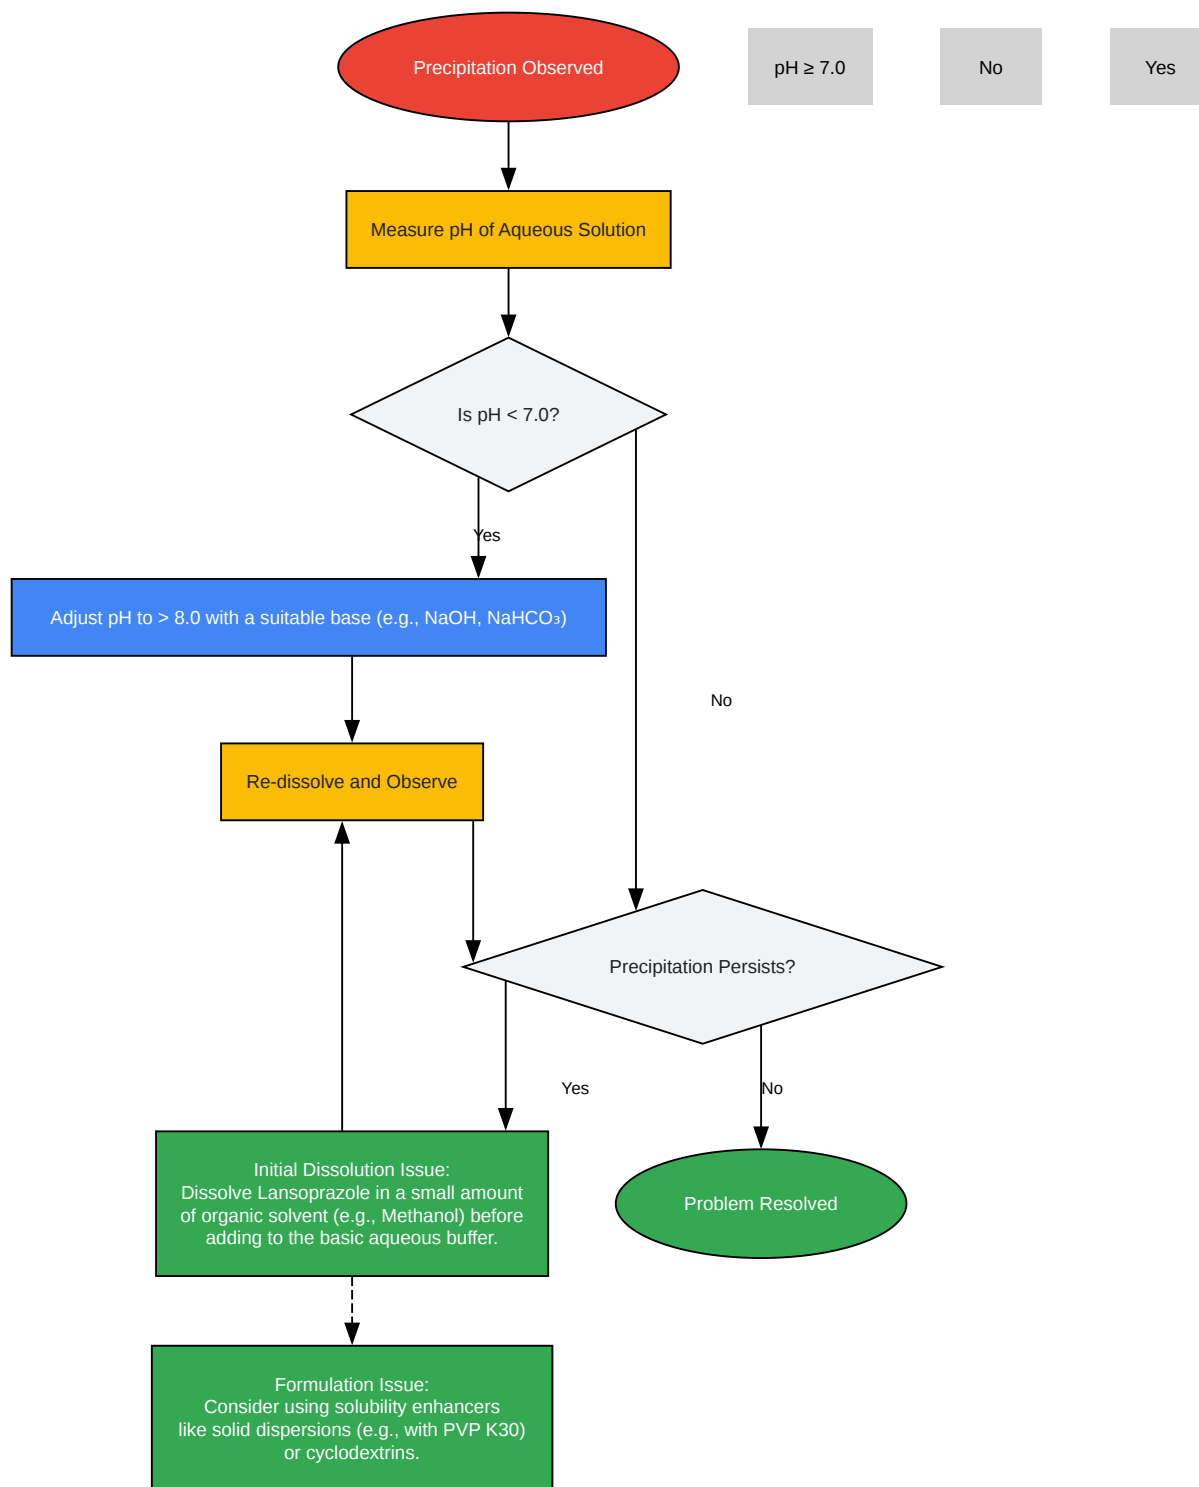 Precipitation Observed
pH ≥ 7.0
No
Yes
Measure pH of Aqueous Solution
Is pH < 7.0?
Yes
Adjust pH to > 8.0 with a suitable base (e.g., NaOH, NaHCO₃)
No
Re-dissolve and Observe
Precipitation Persists?
Yes
No
Initial Dissolution Issue:
Dissolve Lansoprazole in a small amount
of organic solvent (e.g., Methanol) before
adding to the basic aqueous buffer.
Problem Resolved
Formulation Issue:
Consider using solubility enhancers
like solid dispersions (e.g., with PVP K30)
or cyclodextrins.